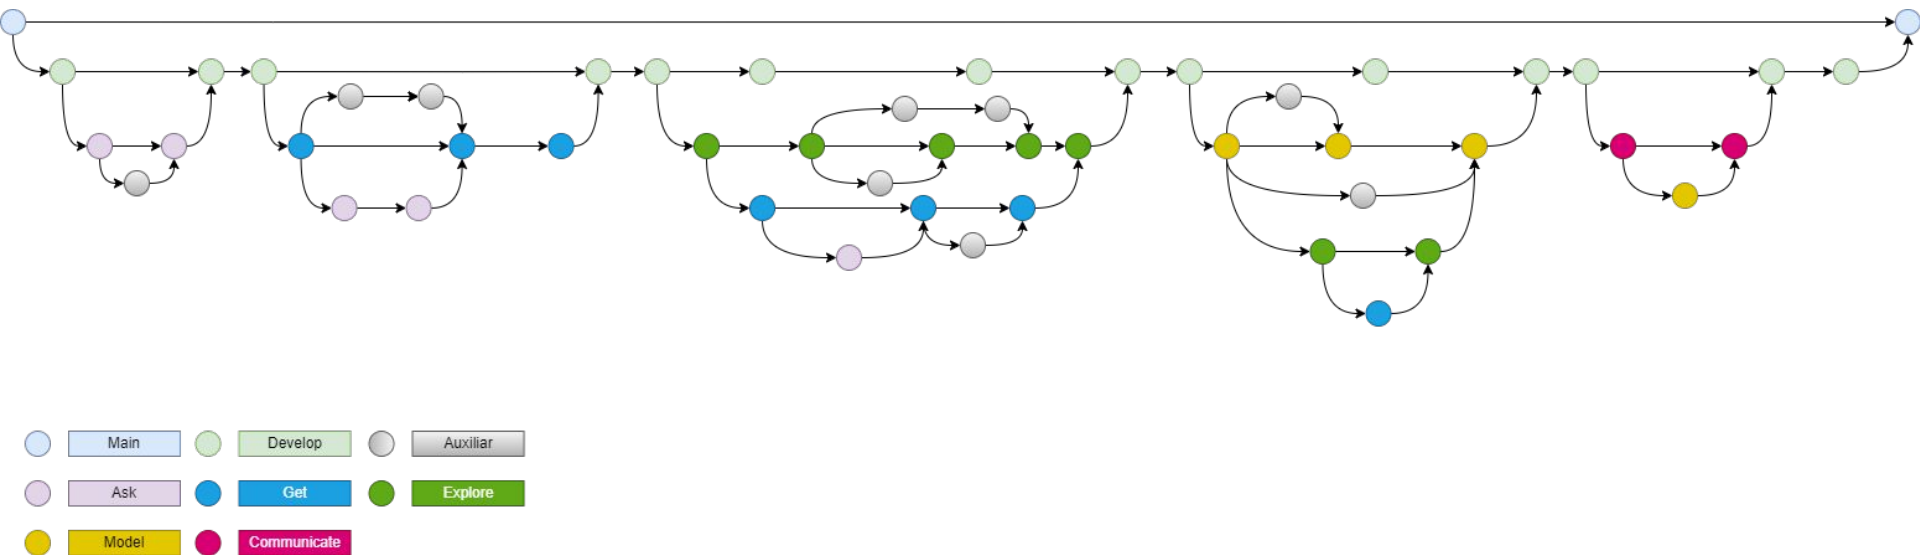 Main
Develop
Auxiliar
Ask
Get
Explore
Model
Communicate